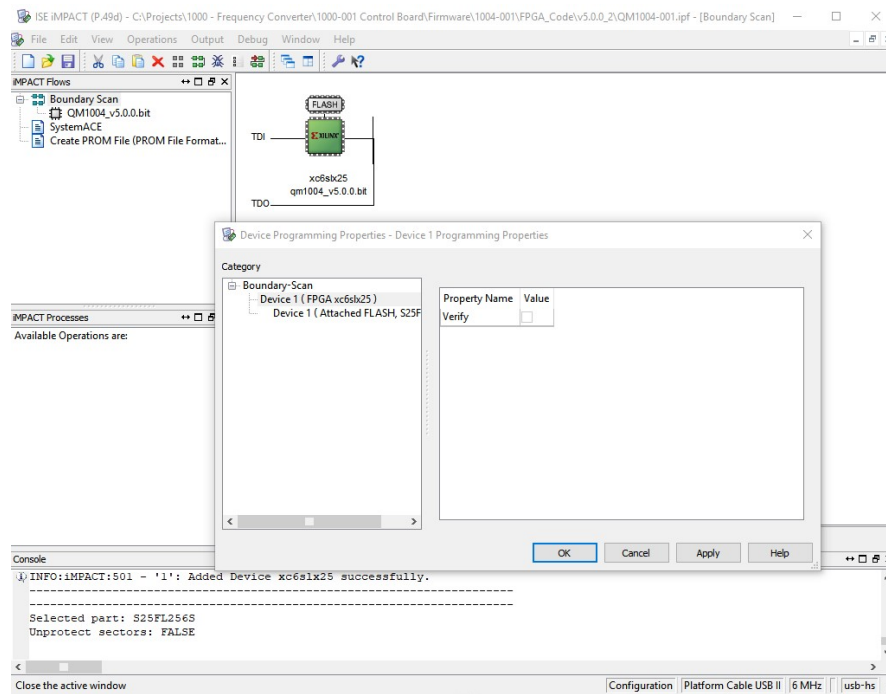 ISE iMPACT (P.49d) - C:\Projects\1000 - Frequency Converter\1000-001 Control Board\Firmware\1004-001\FPGA_Code\v5.0.0_2\QM1004-001.ipf - [Boundary Scan]
File Edit View Operations Output Debug Window Help
iMPACT Flows
Boundary Scan
QM1004_v5.0.0.bit
SystemACE
Create PROM File (PROM File Format...
FLASH
XILINX
TDI
xc6slx25
qm1004_v5.0.0.bit
TDO
Device Programming Properties - Device 1 Programming Properties
Category
Boundary-Scan
Device 1 ( FPGA xc6slx25 )
Device 1 ( Attached FLASH, S25F
Property Name Value
Verify
iMPACT Processes
Available Operations are:
OK Cancel Apply Help
Console
INFO:iMPACT:501 - '1': Added Device xc6slx25 successfully.
----------------------------------------------------------------------
----------------------------------------------------------------------
Selected part: S25FL256S
Unprotect sectors: FALSE
Close the active window
Configuration Platform Cable USB II 6 MHz usb-hs